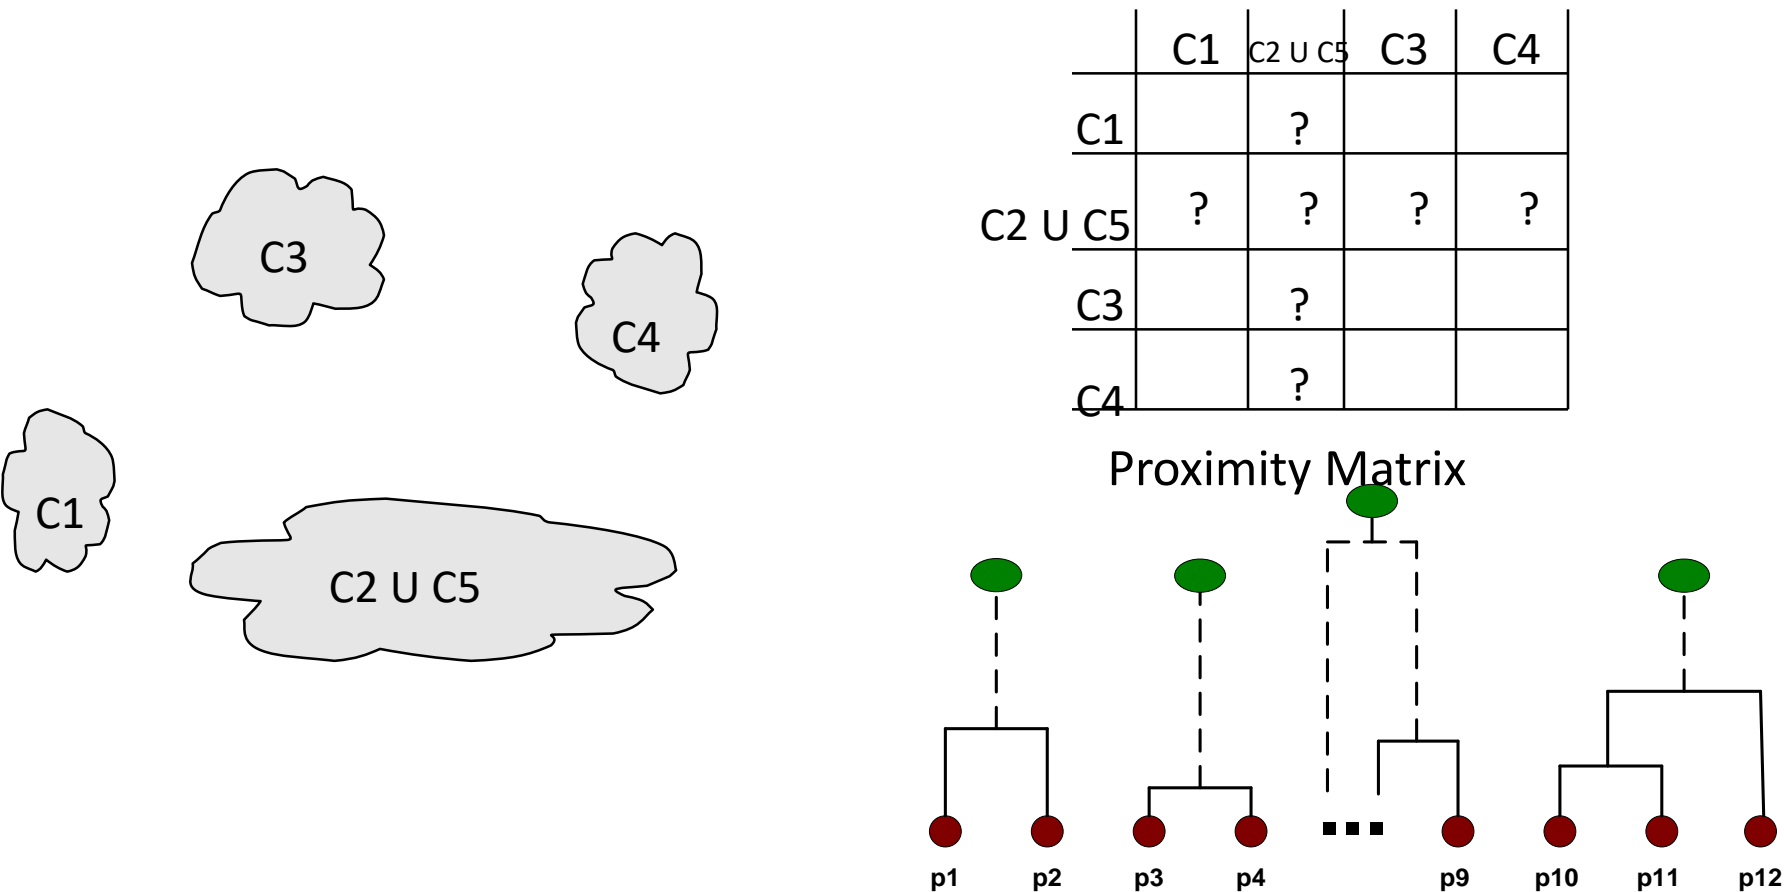 C1 C2 U C5 C3 C4
C1 ?
C2 U C5 ? ? ? ?
C3 ?
C4 ?
Proximity Matrix
C3
C4
C1
C2 U C5
p1 p2 p3 p4 p9 p10 p11 p12